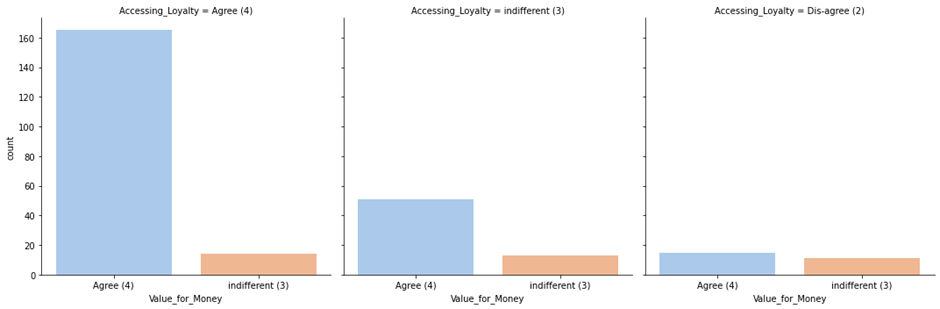 Accessing_Loyalty = Agree (4)
Accessing_Loyalty = indifferent (3)
Accessing_Loyalty = Dis-agree (2)
count
160
140
120
100
80
60
40
20
0
Agree (4) indifferent (3)
Value_for_Money
Agree (4) indifferent (3)
Value_for_Money
Agree (4) indifferent (3)
Value_for_Money